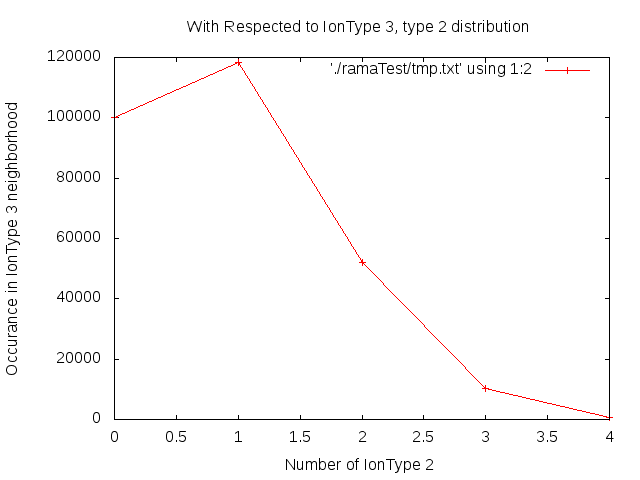 With Respected to IonType 3, type 2 distribution
'./ramaTest/tmp.txt' using 1:2
Occurance in IonType 3 neighborhood
120000
100000
80000
60000
40000
20000
0
0 0.5 1 1.5 2 2.5 3 3.5 4
Number of IonType 2